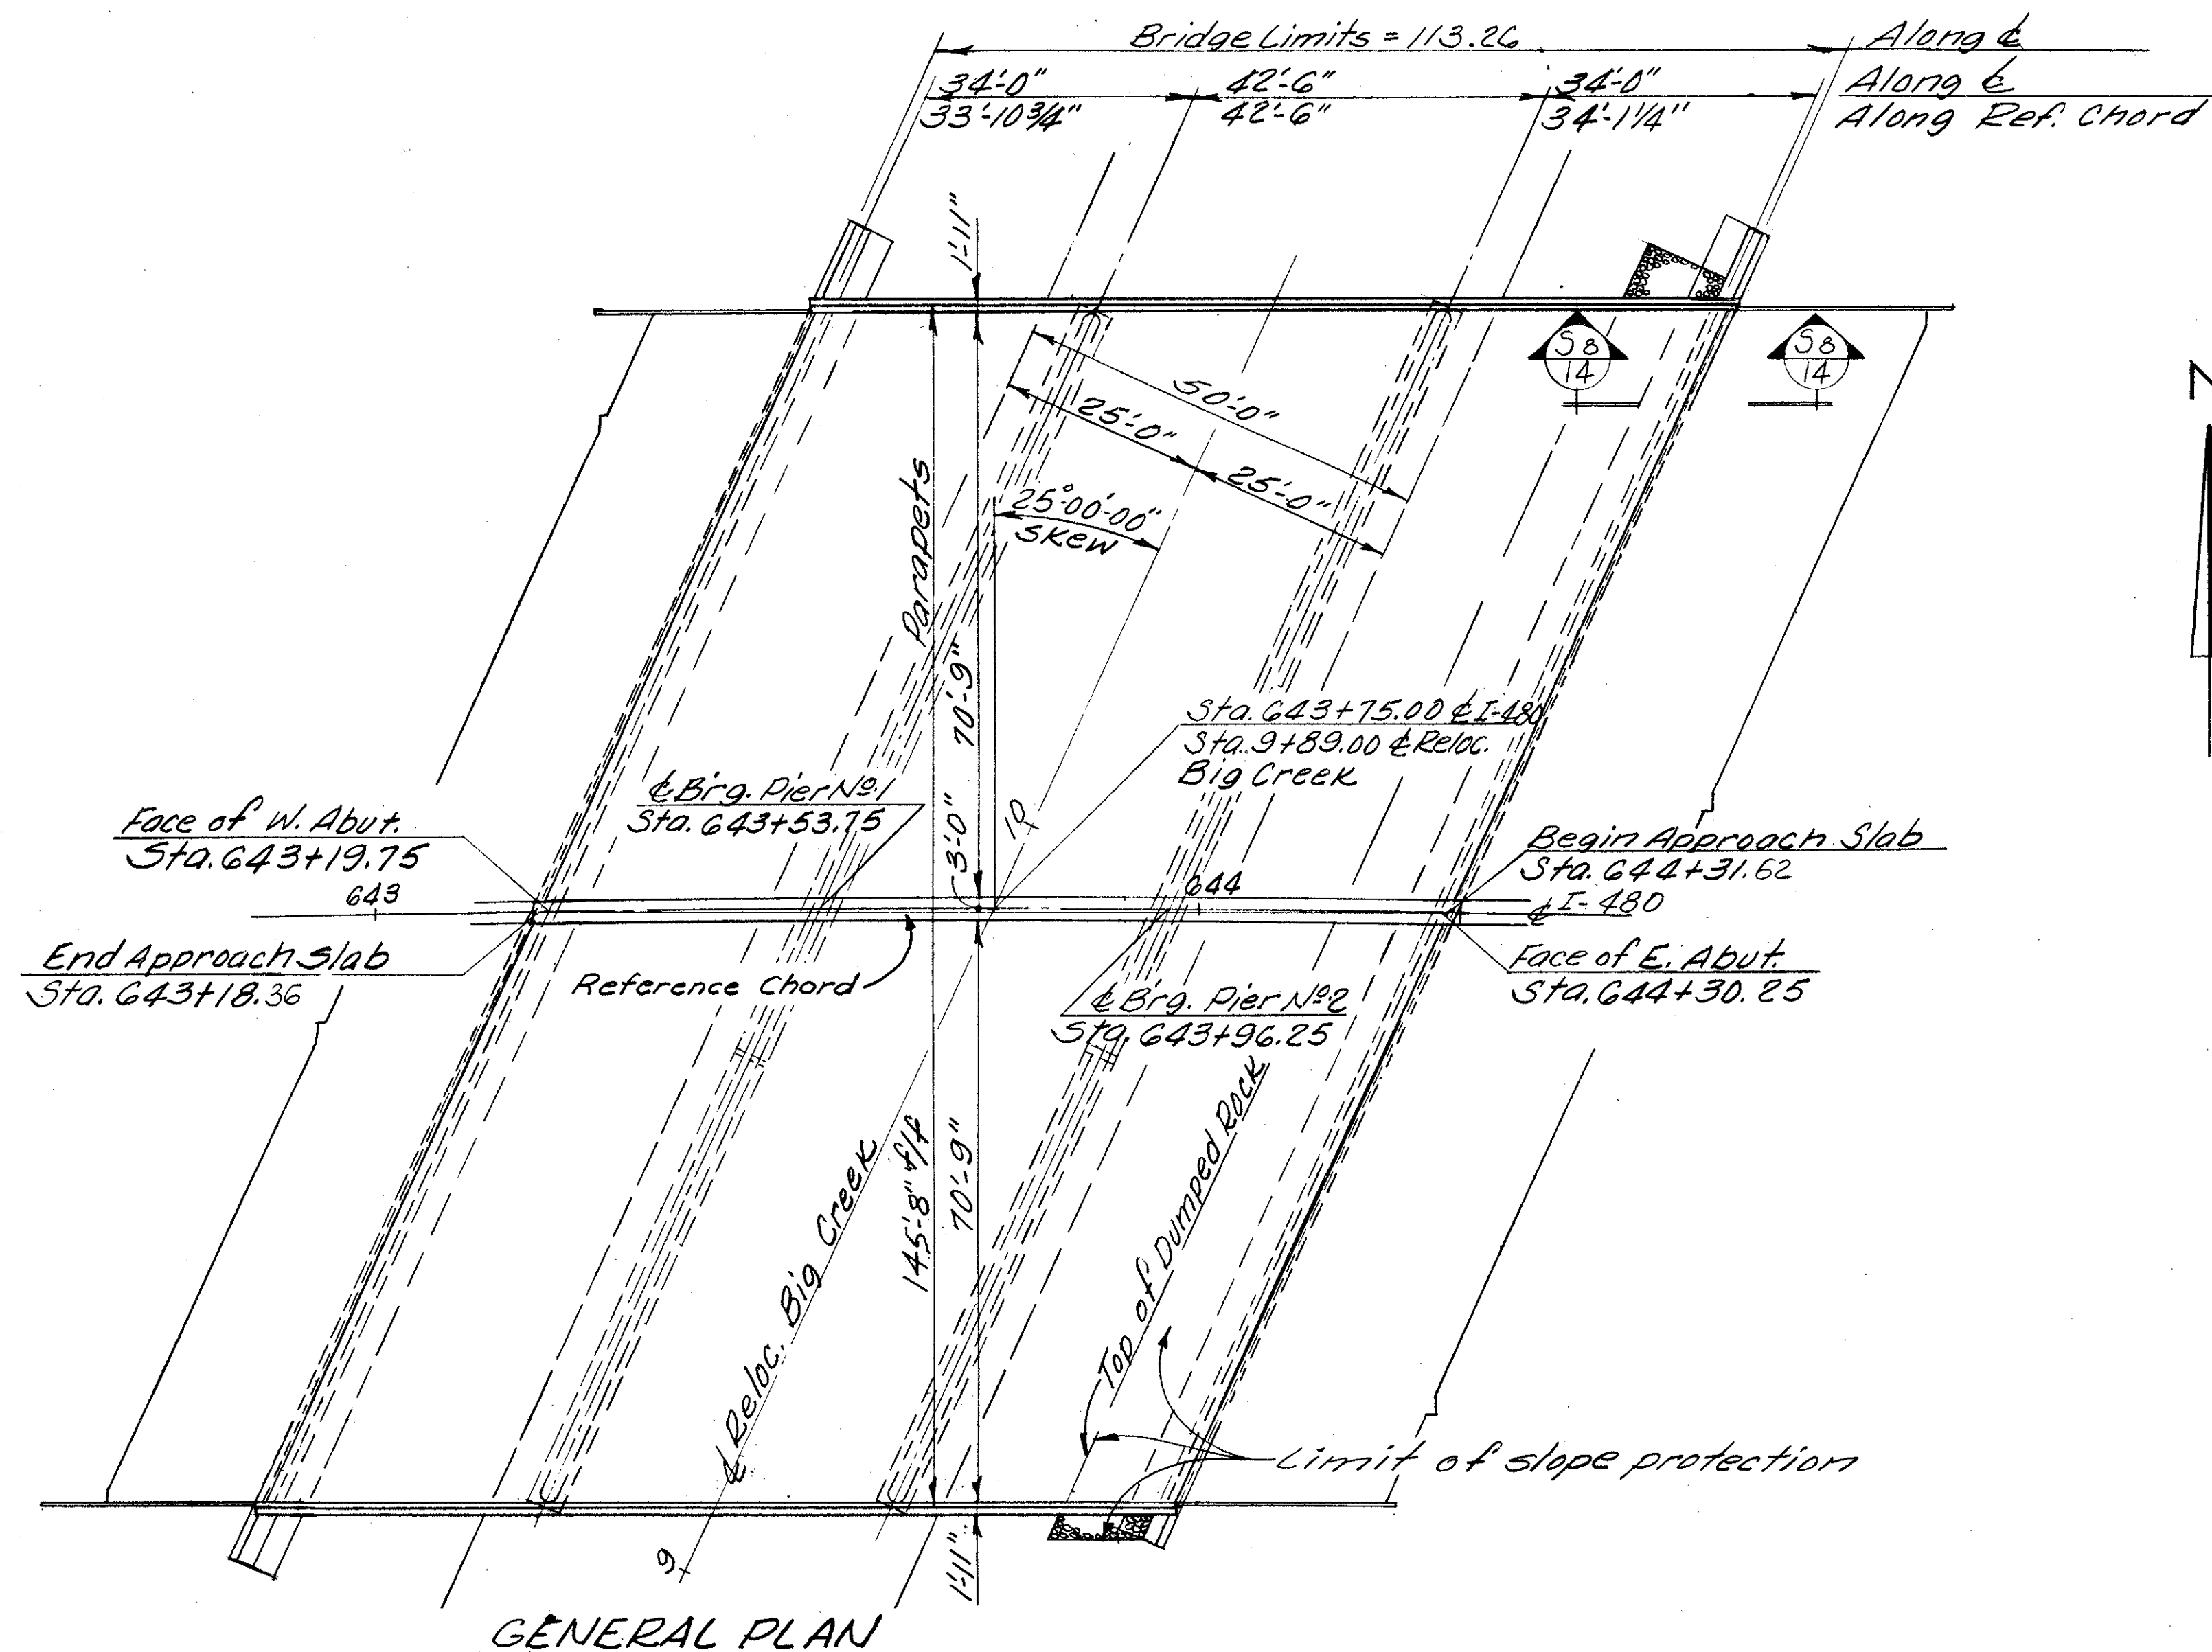 Bridge Limits = 113.26
Along ℄
34'-0"
42'-6"
34'-0"
Along ℄
33'-10 3/4"
42'-6"
34'-1 1/4"
Along Ref. Chord
1'-11"
S8
14
S8
14
50'-0"
25'-0"
25'-0"
25°-00'-00"
SKEW
Parapets
70'-9"
Sta. 643+75.00 ℄ I-480
Sta. 9+89.00 ℄ Reloc.
Big Creek
℄ Brg. Pier Nº 1
Sta. 643+53.75
Face of W. Abut.
Sta. 643+19.75
3'-0"
10
Begin Approach Slab
Sta. 644+31.62
643
644
℄ I-480
End Approach Slab
Sta. 643+18.36
Reference Chord
℄ Brg. Pier Nº 2
Sta. 643+96.25
Face of E. Abut.
Sta. 644+30.25
145'-8" f/f
70'-9"
℄ Reloc. Big Creek
Top of Dumped Rock
Limit of slope protection
9
1'-11"
GENERAL PLAN